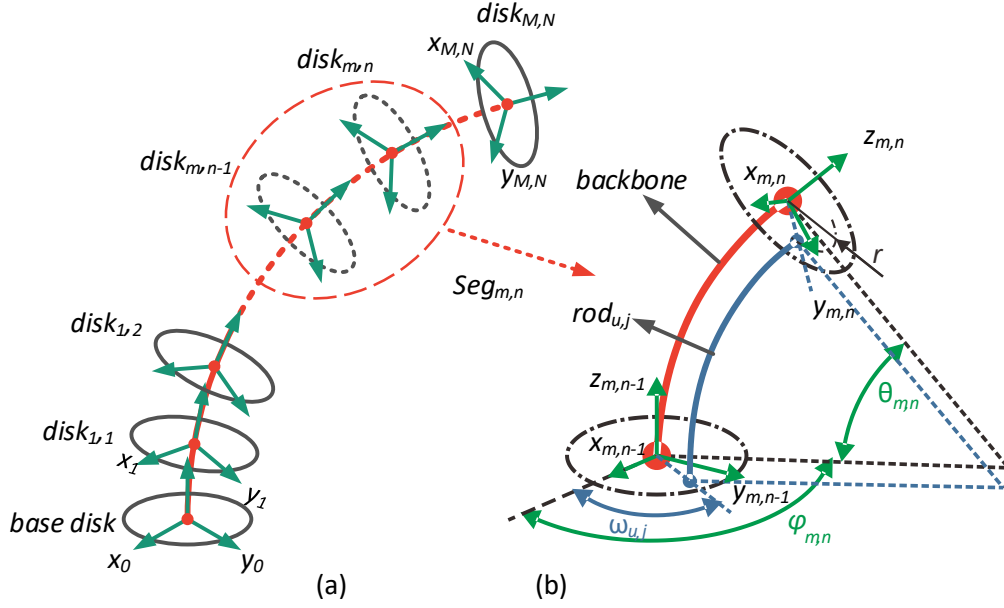 disk_{M,N}
x_{M,N}
disk_{m,n}
disk_{m,n-1}
y_{M,N}
Seg_{m,n}
disk_{1,2}
disk_{1,1}
x_1
y_1
base disk
x_0
y_0
(a)
z_{m,n}
x_{m,n}
backbone
r
y_{m,n}
rod_{u,j}
z_{m,n-1}
θ_{m,n}
x_{m,n-1}
y_{m,n-1}
ω_{u,j}
φ_{m,n}
(b)